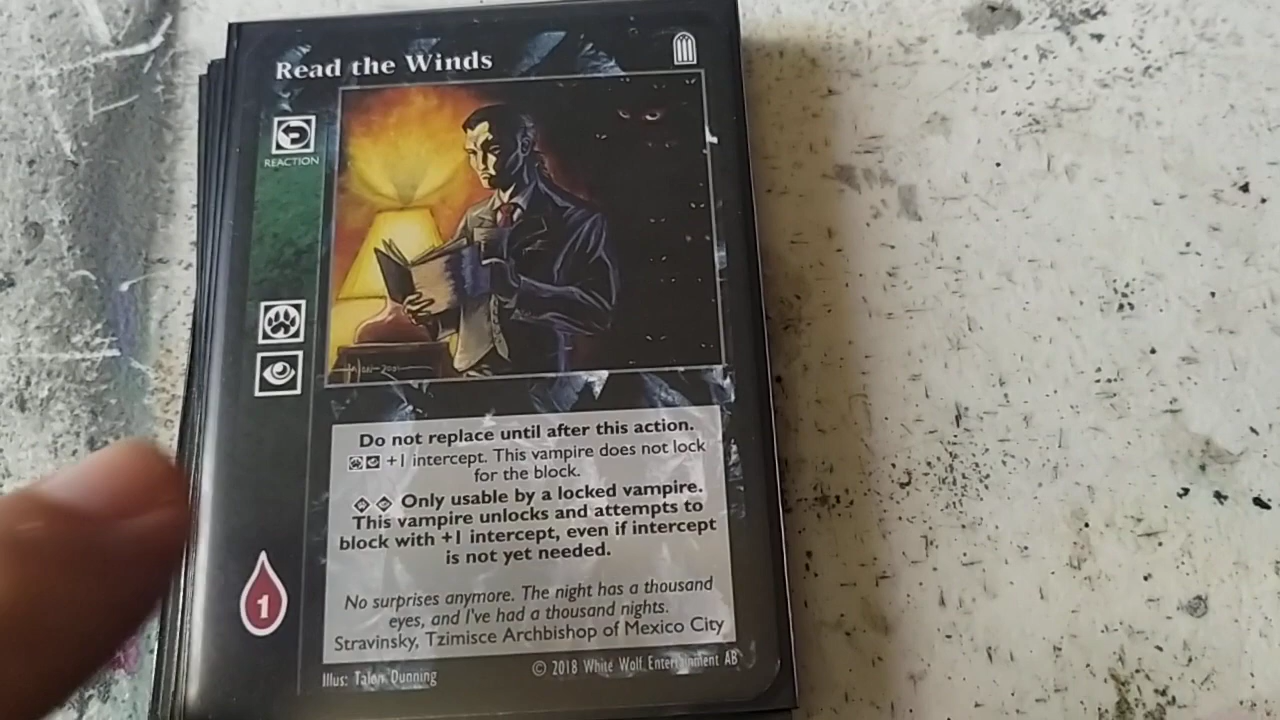 Read the Winds
REACTION
Do not replace until after this action.
+1 intercept. This vampire does not lock
for the block.
Only usable by a locked vampire.
This vampire unlocks and attempts to
block with +1 intercept, even if intercept
is not yet needed.
1
No surprises anymore. The night has a thousand
eyes, and I've had a thousand nights.
Stravinsky, Tzimisce Archbishop of Mexico City
Illus: Talon Dunning
© 2018 White Wolf Entertainment AB